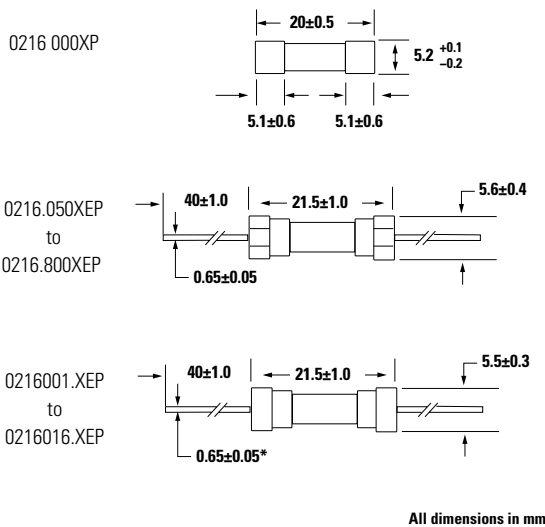 20±0.5
0216 000XP
5.2 +0.1 −0.2
5.1±0.6 5.1±0.6
0216.050XEP
to
0216.800XEP
40±1.0 21.5±1.0 5.6±0.4
0.65±0.05
0216001.XEP
to
0216016.XEP
40±1.0 21.5±1.0 5.5±0.3
0.65±0.05*
All dimensions in mm